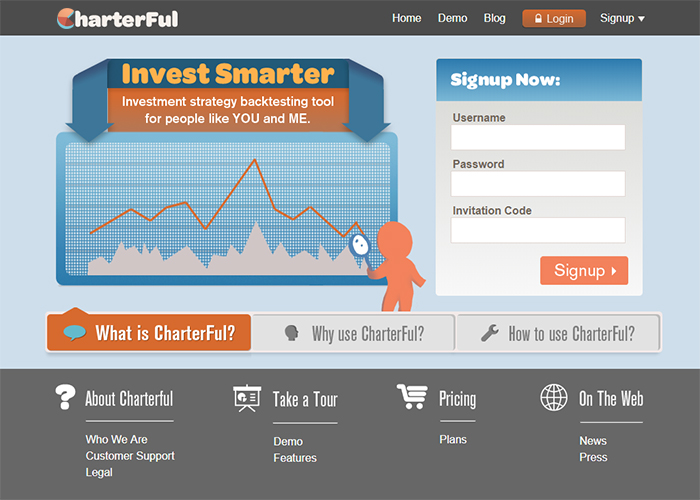 CharterFul
Home
Demo
Blog
Login
Signup
Invest Smarter
Investment strategy backtesting tool
for people like YOU and ME.
Signup Now:
Username
Password
Invitation Code
Signup
What is CharterFul?
Why use CharterFul?
How to use CharterFul?
About Charterful
Who We Are
Customer Support
Legal
Take a Tour
Demo
Features
Pricing
Plans
On The Web
News
Press